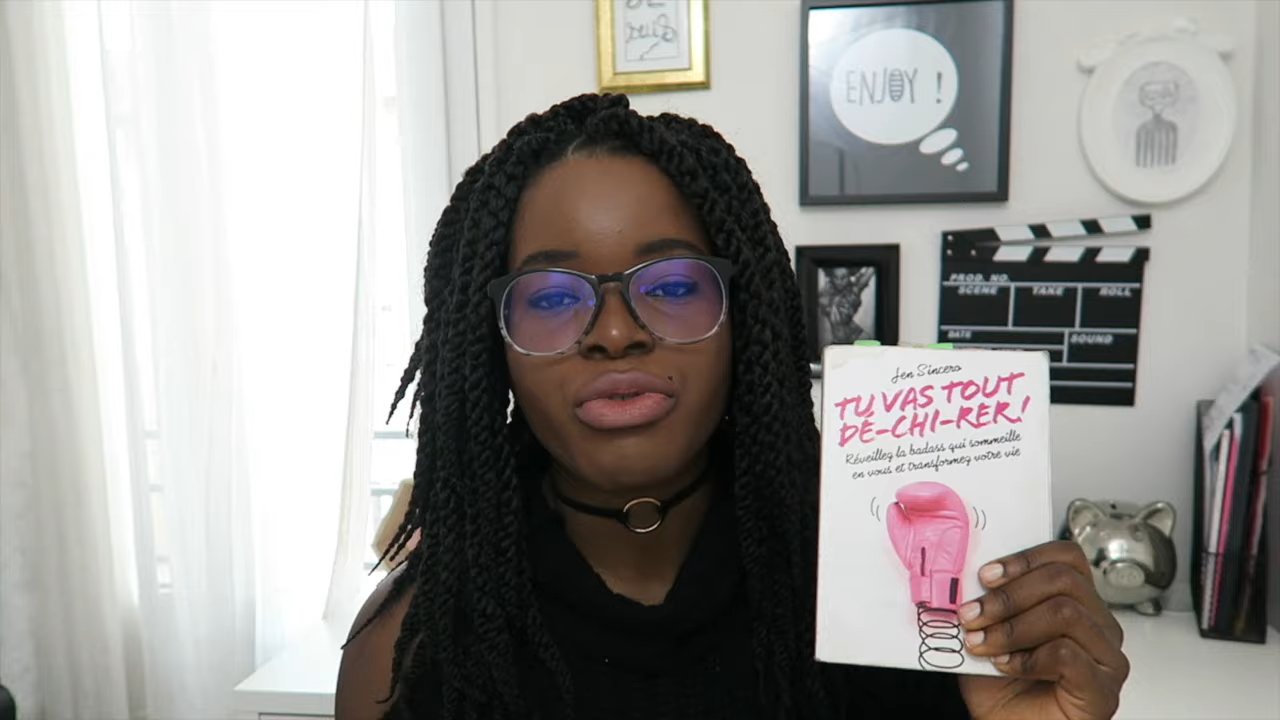 ENJOY !
PROD. NO.
SCENE TAKE ROLL
DATE SOUND
Jen Sincero
TU VAS TOUT
DÉ-CHI-RER!
Réveillez la badass qui sommeille
en vous et transformez votre vie